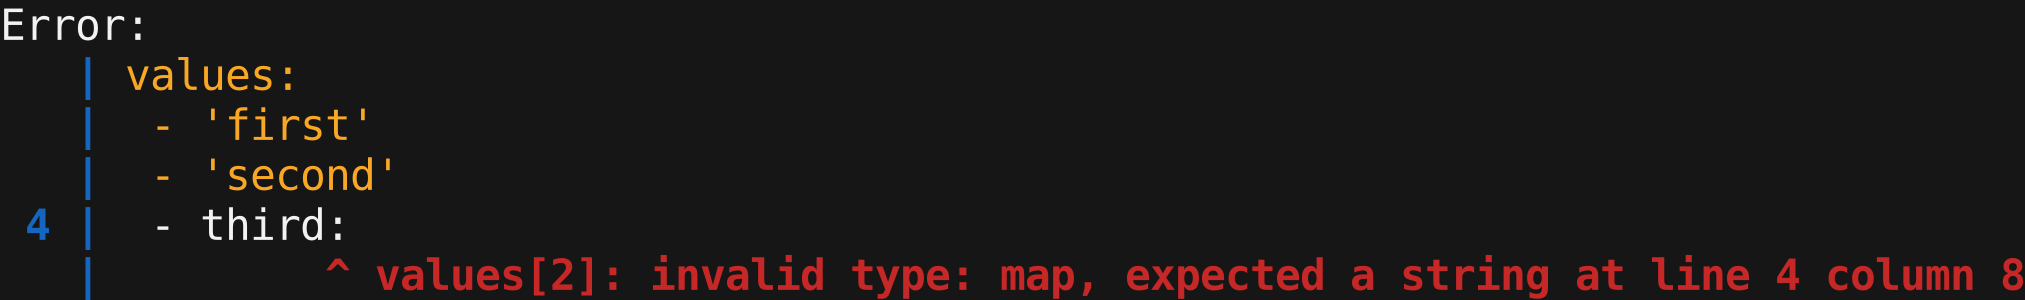 Error:
| values:
| - 'first'
| - 'second'
4 | - third:
| ^ values[2]: invalid type: map, expected a string at line 4 column 8